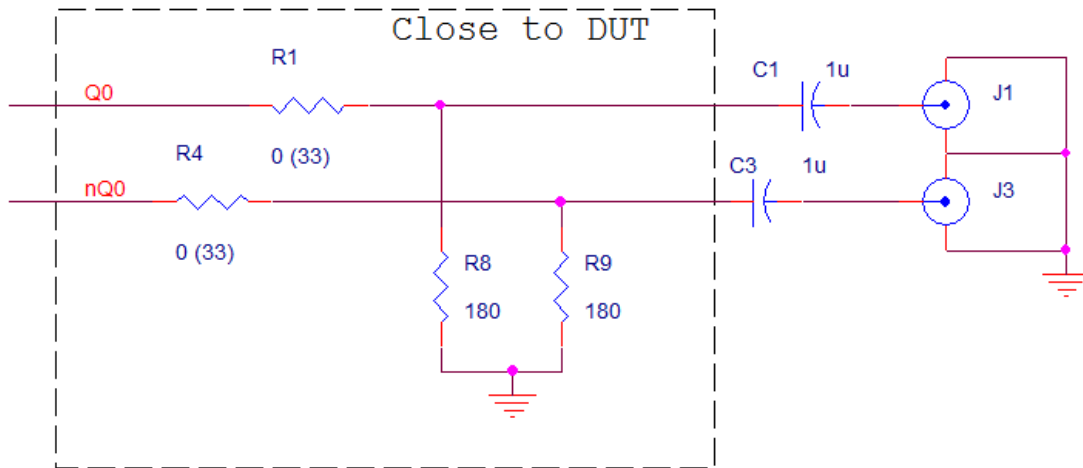 Close to DUT
R1
C1
1u
Q0
J1
0 (33)
R4
C3
1u
nQ0
J3
0 (33)
R8
R9
180
180